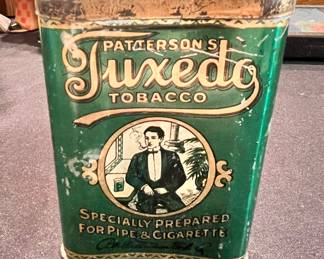 PATTERSON'S
Tuxedo
TOBACCO
SPECIALLY PREPARED
FOR PIPE & CIGARETTE